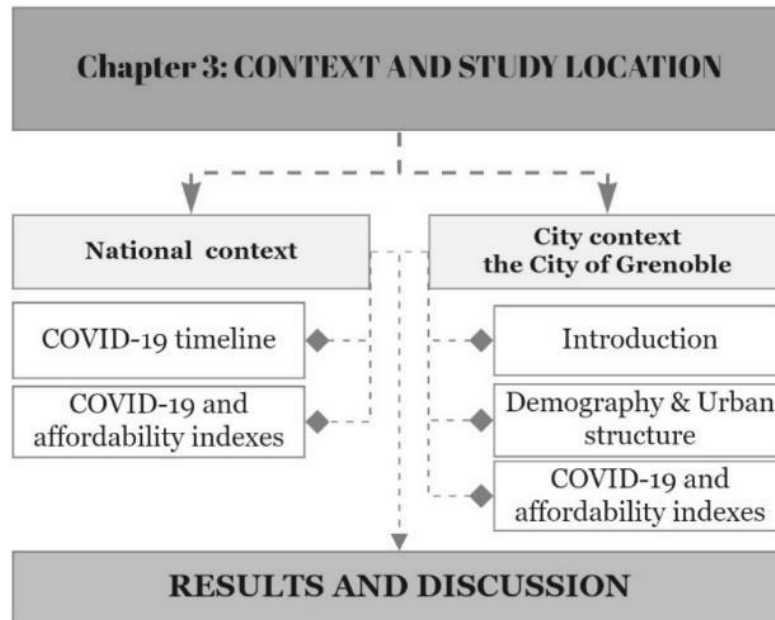 Chapter 3: CONTEXT AND STUDY LOCATION
National context
COVID-19 timeline
COVID-19 and
affordability indexes
City context
the City of Grenoble
Introduction
Demography & Urban
structure
COVID-19 and
affordability indexes
RESULTS AND DISCUSSION